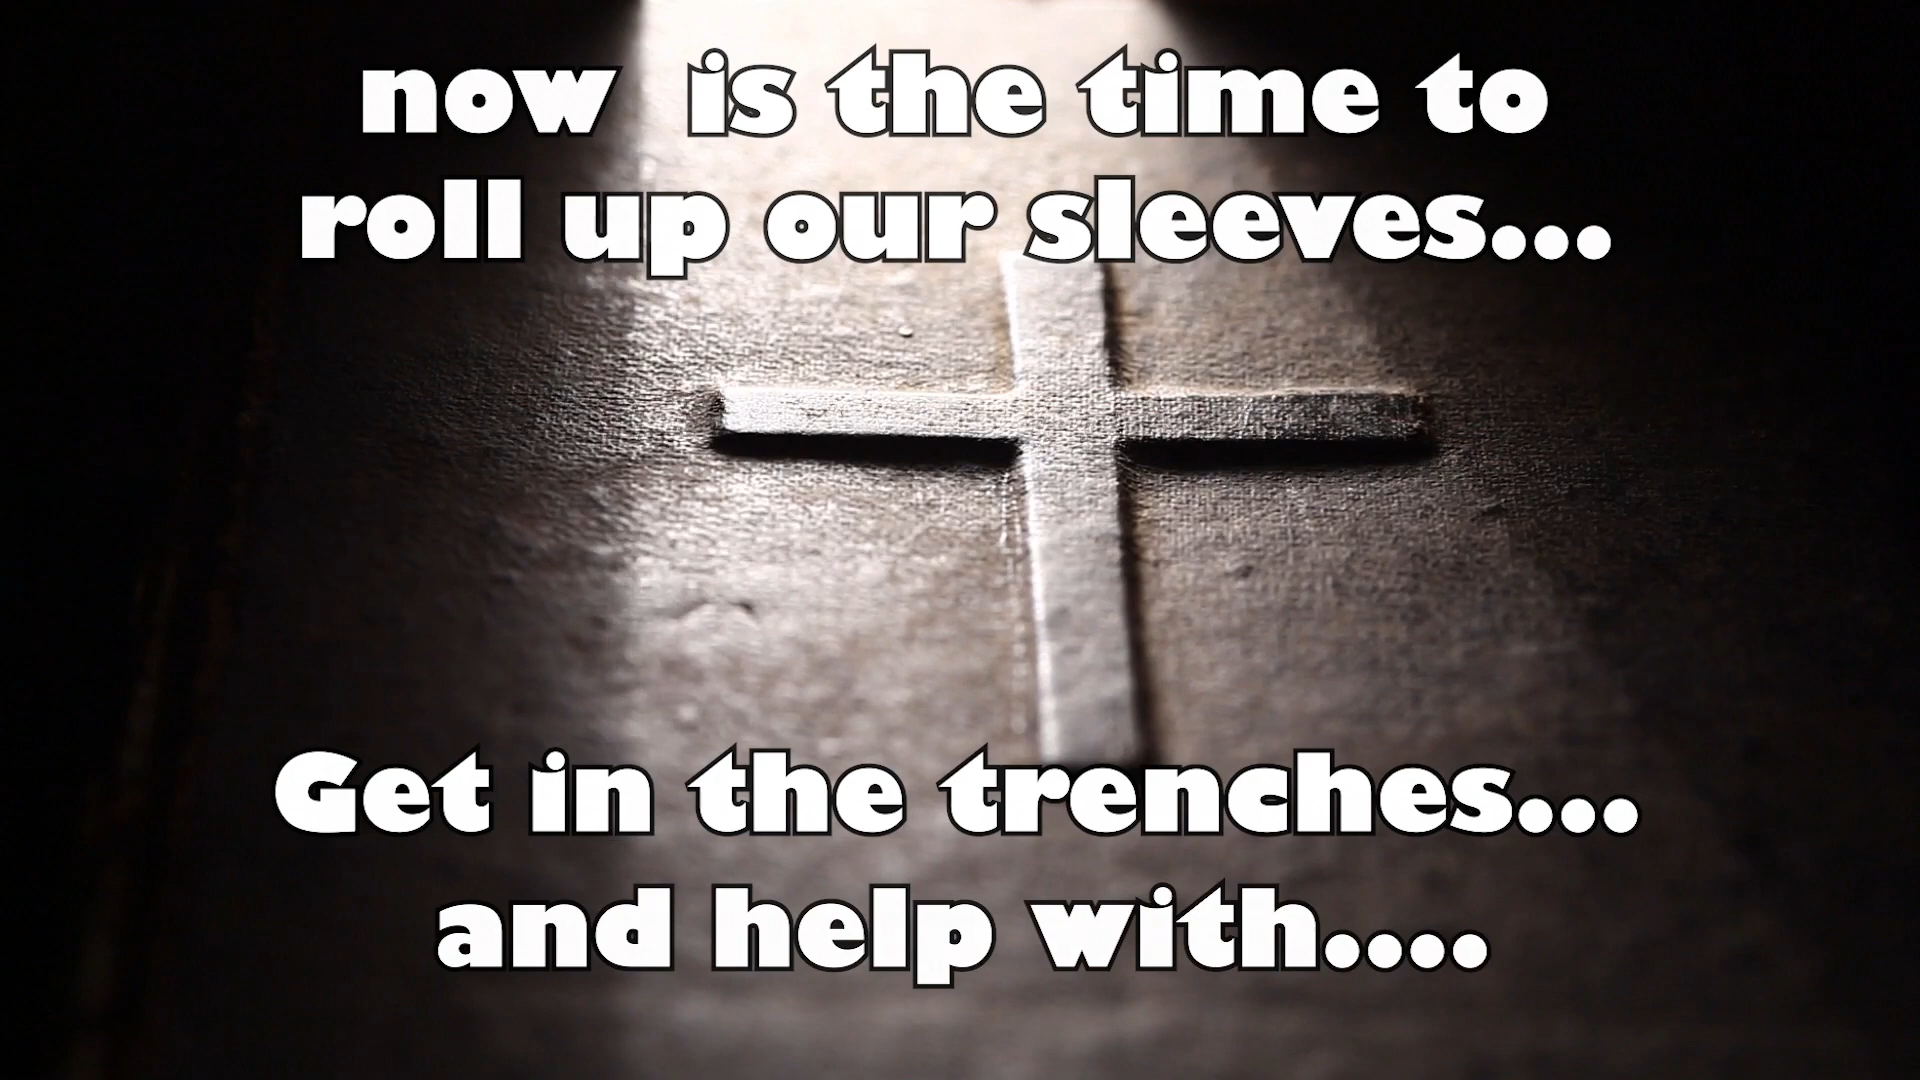 now  is the time to
roll up our sleeves...
Get in the trenches...
and help with....